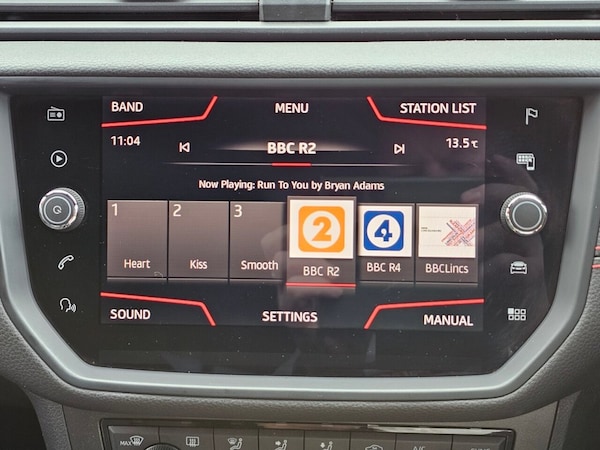 BAND MENU STATION LIST
11:04 BBC R2 13.5°C
Now Playing: Run To You by Bryan Adams
1 2 3 2 4
Heart Kiss Smooth BBC R2 BBC R4 BBCLincs
SOUND SETTINGS MANUAL
MAX A/C